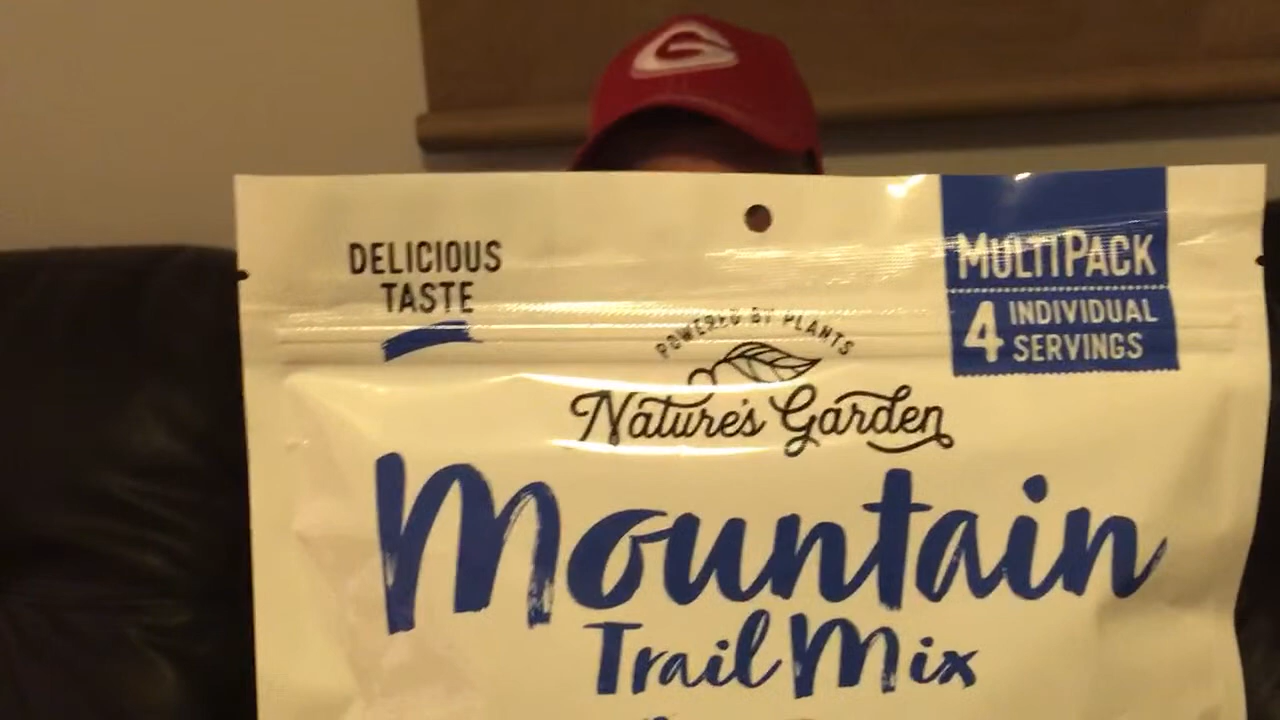 G
DELICIOUS
TASTE
MULTIPACK
4 INDIVIDUAL
SERVINGS
POWERED BY PLANTS
Nature's Garden
Mountain
Trail Mix